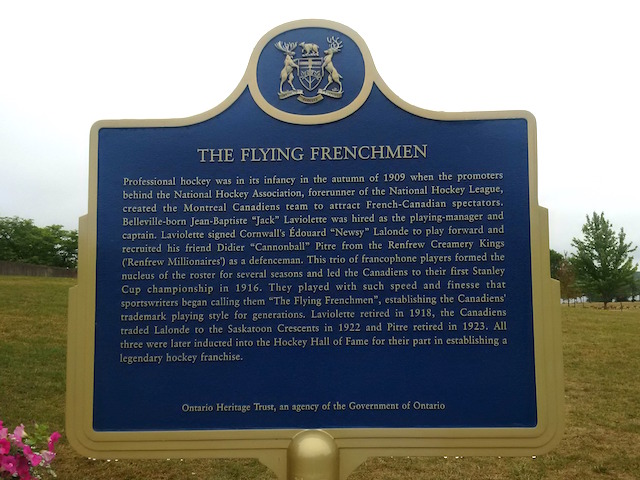 THE FLYING FRENCHMEN
Professional hockey was in its infancy in the autumn of 1909 when the promoters
behind the National Hockey Association, forerunner of the National Hockey League,
created the Montreal Canadiens team to attract French-Canadian spectators.
Belleville-born Jean-Baptiste “Jack” Laviolette was hired as the playing-manager and
captain. Laviolette signed Cornwall's Édouard “Newsy” Lalonde to play forward and
recruited his friend Didier “Cannonball” Pitre from the Renfrew Creamery Kings
('Renfrew Millionaires') as a defenceman. This trio of francophone players formed the
nucleus of the roster for several seasons and led the Canadiens to their first Stanley
Cup championship in 1916. They played with such speed and finesse that
sportswriters began calling them “The Flying Frenchmen”, establishing the Canadiens'
trademark playing style for generations. Laviolette retired in 1918, the Canadiens
traded Lalonde to the Saskatoon Crescents in 1922 and Pitre retired in 1923. All
three were later inducted into the Hockey Hall of Fame for their part in establishing a
legendary hockey franchise.
Ontario Heritage Trust, an agency of the Government of Ontario